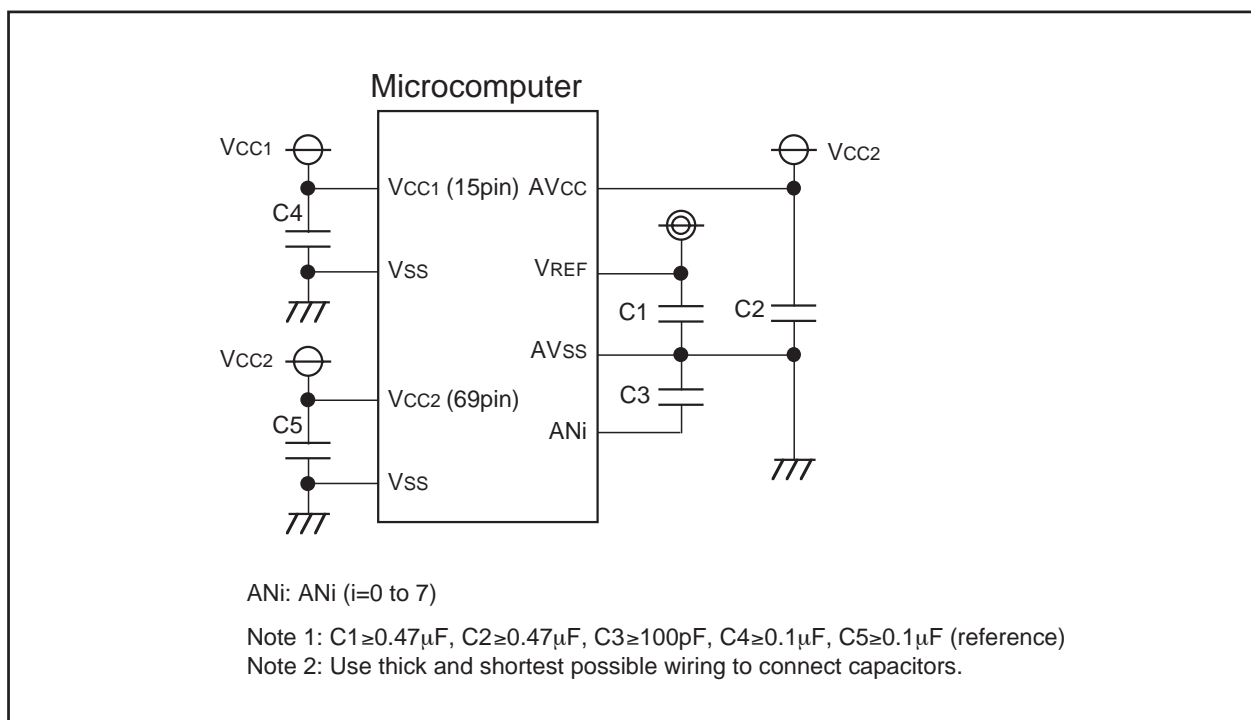 Microcomputer
VCC1
VCC1 (15pin)
AVCC
VCC2
C4
VSS
VREF
C1
C2
VCC2
AVSS
VCC2 (69pin)
C3
C5
ANi
VSS
ANi: ANi (i=0 to 7)
Note 1: C1≥0.47μF, C2≥0.47μF, C3≥100pF, C4≥0.1μF, C5≥0.1μF (reference)
Note 2: Use thick and shortest possible wiring to connect capacitors.